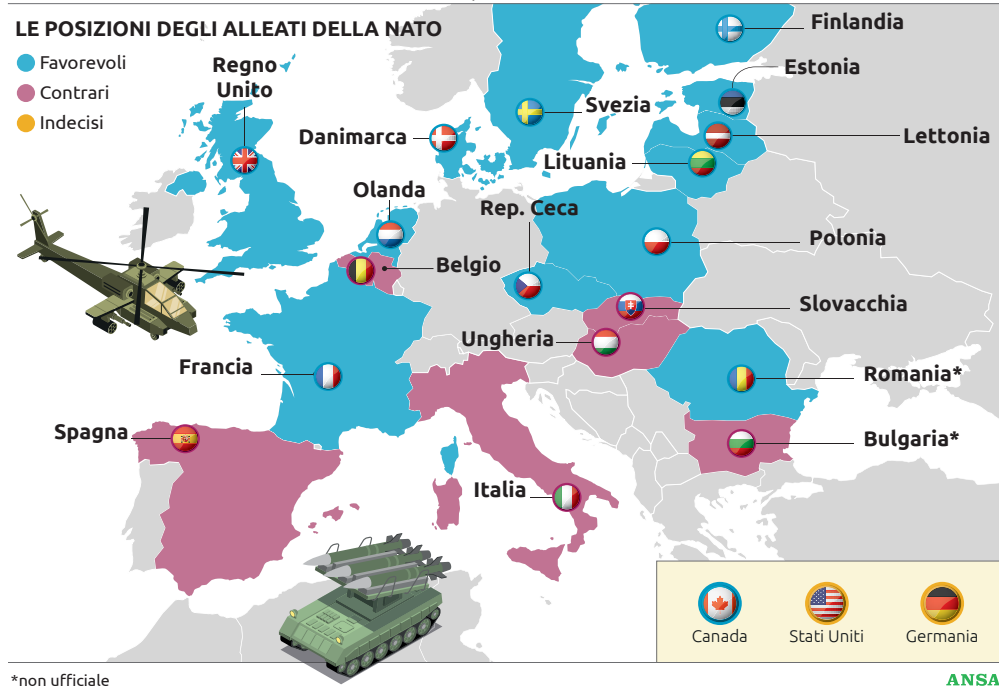 LE POSIZIONI DEGLI ALLEATI DELLA NATO
Favorevoli
Contrari
Indecisi
Regno
Unito
Finlandia
Estonia
Svezia
Danimarca
Lettonia
Lituania
Olanda
Rep. Ceca
Polonia
Belgio
Slovacchia
Ungheria
Francia
Romania*
Spagna
Bulgaria*
Italia
Canada
Stati Uniti
Germania
*non ufficiale
ANSA